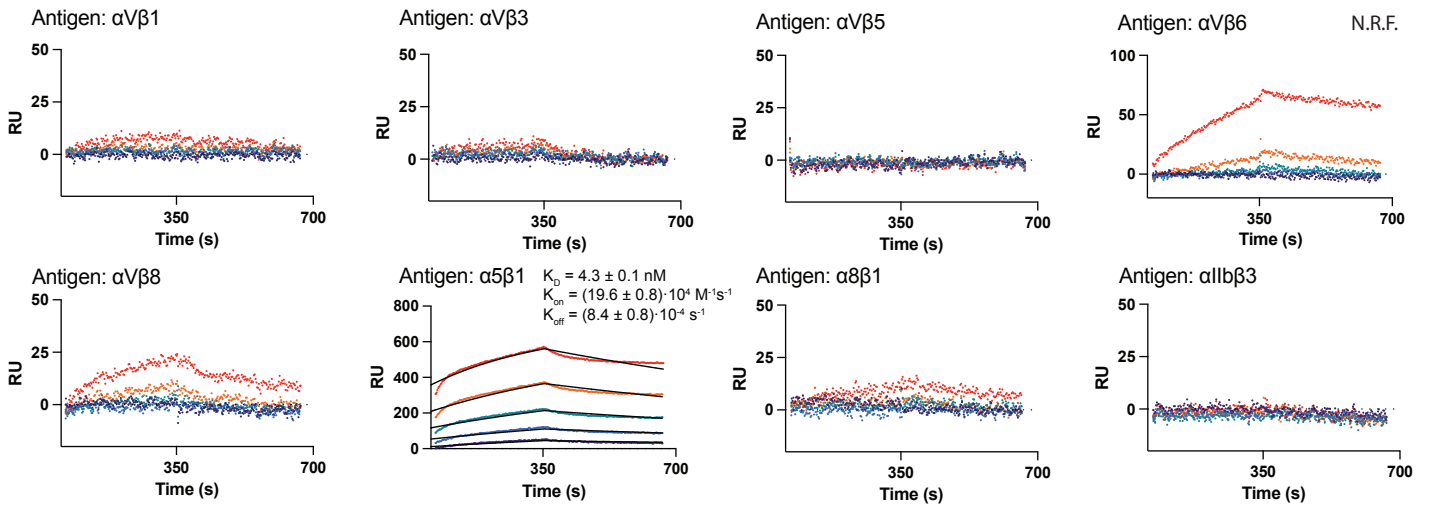 Antigen: αVβ1
50
25
0
RU
350
700
Time (s)
Antigen: αVβ3
50
25
0
RU
350
700
Time (s)
Antigen: αVβ5
50
25
0
RU
350
700
Time (s)
Antigen: αVβ6
N.R.F.
100
50
0
RU
350
700
Time (s)
Antigen: αVβ8
50
25
0
RU
350
700
Time (s)
Antigen: α5β1
K_D = 4.3 ± 0.1 nM
K_on = (19.6 ± 0.8)·10⁴ M⁻¹s⁻¹
K_off = (8.4 ± 0.8)·10⁻⁴ s⁻¹
800
600
400
200
0
RU
350
700
Time (s)
Antigen: α8β1
50
25
0
RU
350
700
Time (s)
Antigen: αIIbβ3
50
25
0
RU
350
700
Time (s)